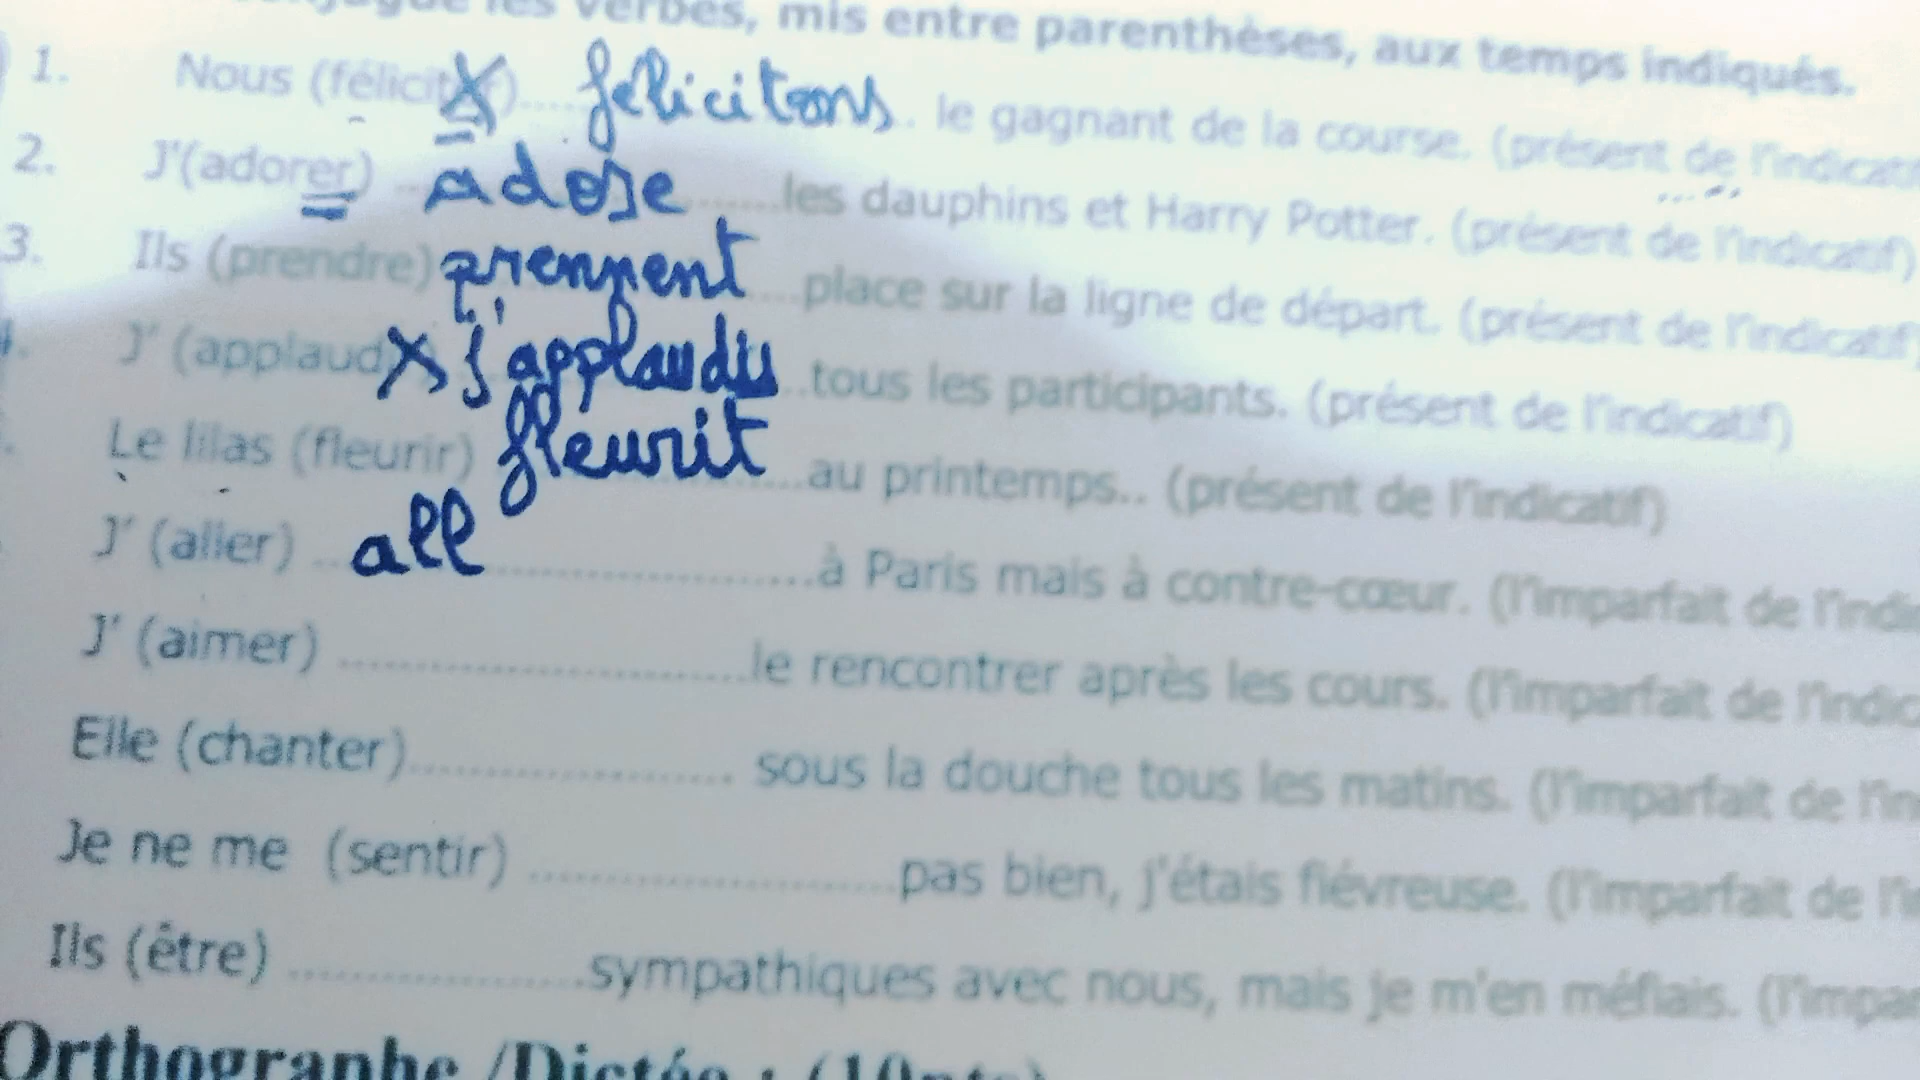 les verbes, mis entre parenthèses, aux temps indiqués.
1. Nous (félicit felicitons. le gagnant de la course. (présent de l'indicatif
2. J'(adorer) adore ......les dauphins et Harry Potter. (présent de l'indicatif)
3. Ils (prendre) prennent ...place sur la ligne de départ. (présent de l'indicatif)
4. J' (applaud j'applaudis ..tous les participants. (présent de l'indicatif)
Le lilas (fleurir) fleurit ...au printemps.. (présent de l'indicatif)
J' (aller) ..all.....................à Paris mais à contre-cœur. (l'imparfait de l'indi
J' (aimer) ..........................le rencontrer après les cours. (l'imparfait de l'indic
Elle (chanter)..................... sous la douche tous les matins. (l'imparfait de l'in
Je ne me (sentir) ........................pas bien, j'étais fiévreuse. (l'imparfait de l'i
Ils (être) ...................sympathiques avec nous, mais je m'en méfiais. (l'impar
Orthographe /Dictée : (10pts)